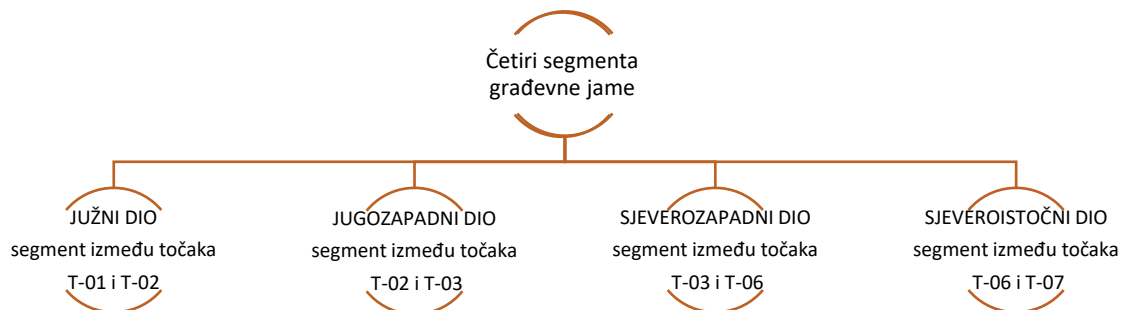 Četiri segmenta
građevne jame
JUŽNI DIO
segment između točaka
T-01 i T-02
JUGOZAPADNI DIO
segment između točaka
T-02 i T-03
SJEVEROZAPADNI DIO
segment između točaka
T-03 i T-06
SJEVEROISTOČNI DIO
segment između točaka
T-06 i T-07